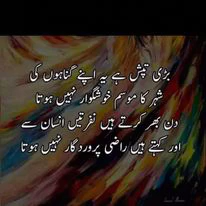 بڑی تپش ہے یہ اپنے گناہوں کی
شہر کا موسم خوشگوار نہیں ہوتا
دن بھر کرتے ہیں نفرتیں انسان سے
اور کہتے ہیں راضی پروردگار نہیں ہوتا